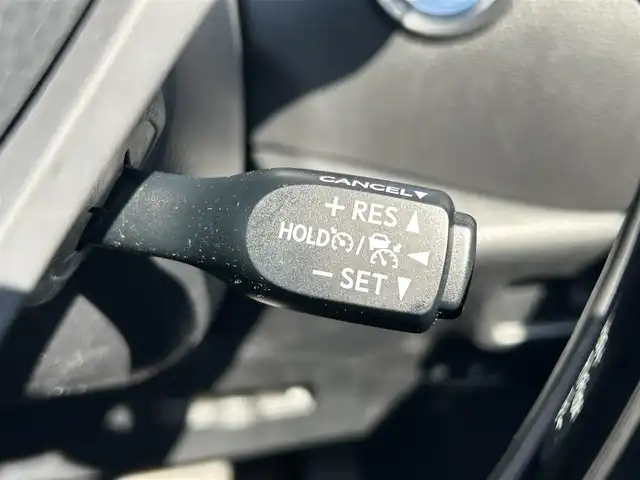 CANCEL
+ RES
HOLD /
− SET